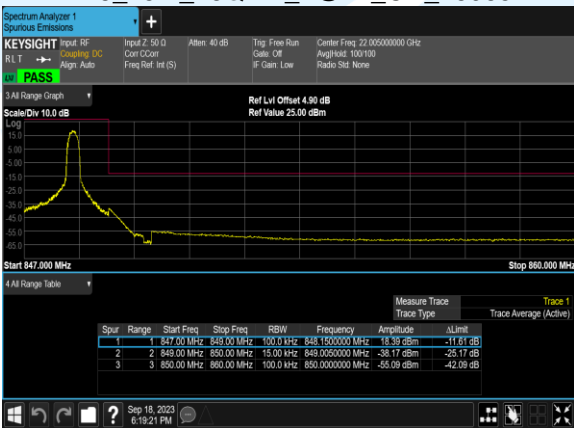 Spectrum Analyzer 1
Spurious Emissions
KEYSIGHT Input: RF Input Z: 50 Ω Atten: 40 dB Trig: Free Run Center Freq: 22.005000000 GHz
RLT Coupling: DC Corr CCorr Gate: Off Avg|Hold: 100/100
Align: Auto Freq Ref: Int (S) IF Gain: Low Radio Std: None
PASS
3 All Range Graph
Ref Lvl Offset 4.90 dB
Scale/Div 10.0 dB Ref Value 25.00 dBm
Log
15.0
5.00
-5.00
-15.0
-25.0
-35.0
-45.0
-55.0
-65.0
Start 847.000 MHz Stop 860.000 MHz
4 All Range Table
Measure Trace Trace 1
Trace Type Trace Average (Active)
Spur Range Start Freq Stop Freq RBW Frequency Amplitude ΔLimit
1 1 847.00 MHz 849.00 MHz 100.0 kHz 848.1500000 MHz 18.39 dBm -11.61 dB
2 2 849.00 MHz 850.00 MHz 15.00 kHz 849.0050000 MHz -38.17 dBm -25.17 dB
3 3 850.00 MHz 860.00 MHz 100.0 kHz 850.0000000 MHz -55.09 dBm -42.09 dB
? Sep 18, 2023
6:19:21 PM